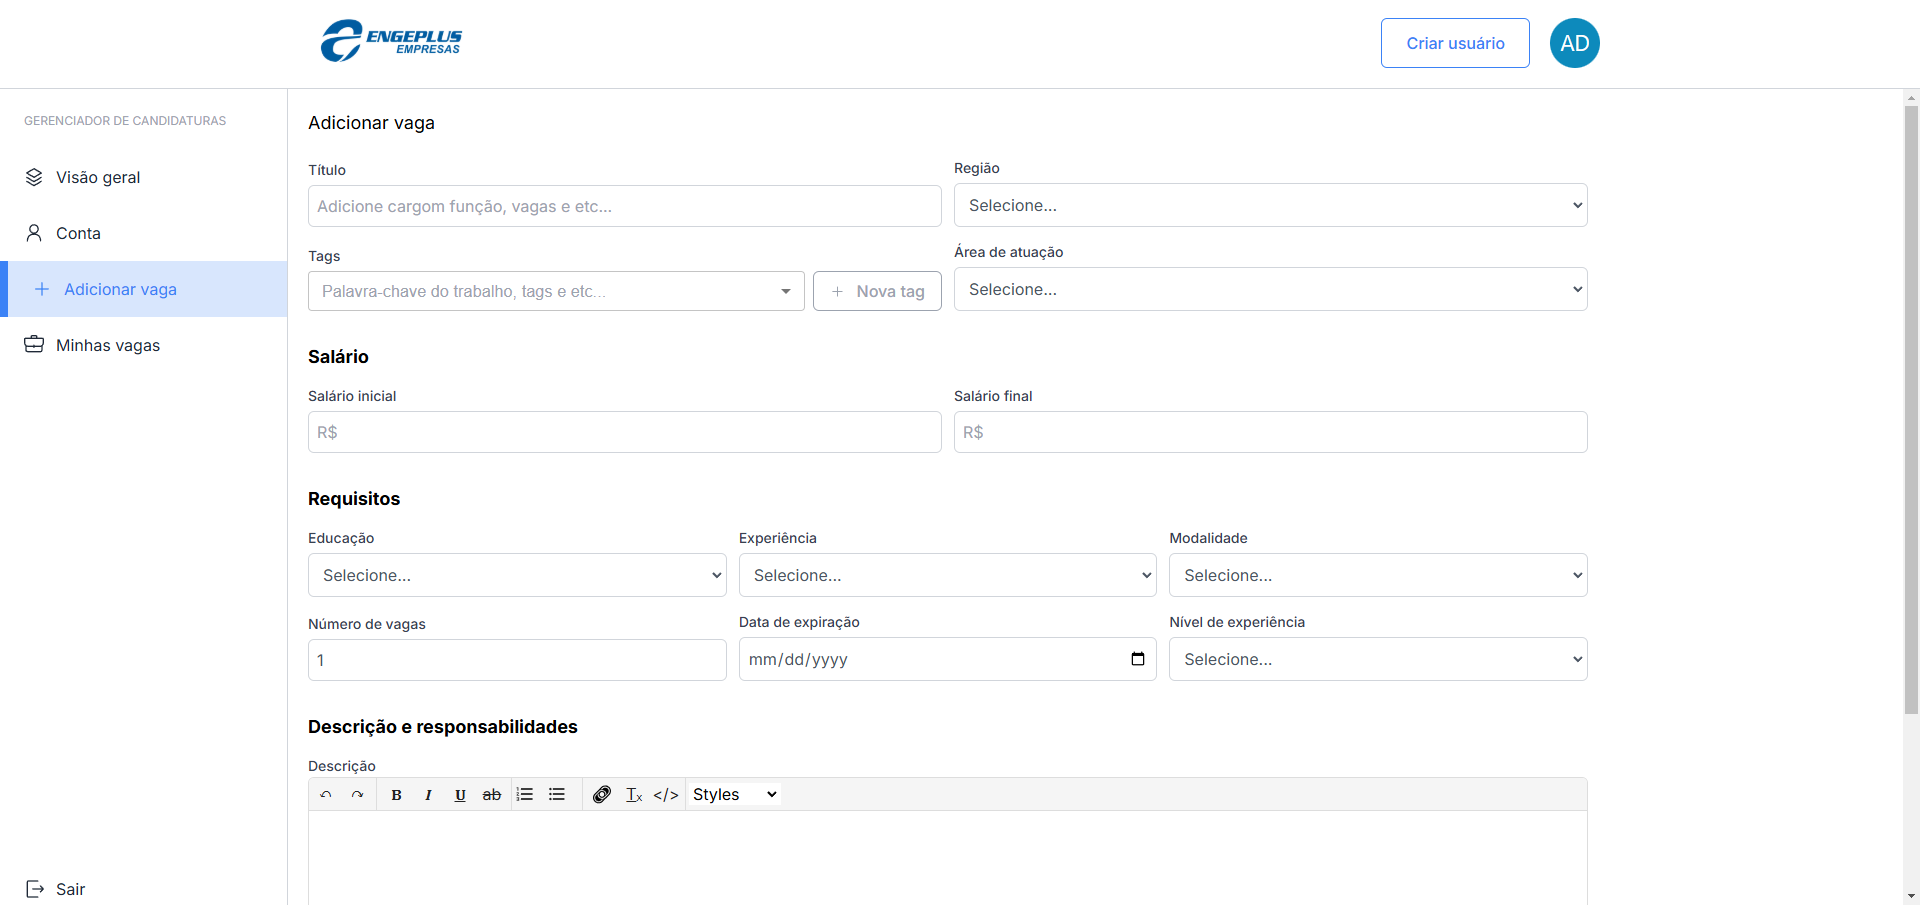 ENGEPLUS
EMPRESAS
Criar usuário
AD
GERENCIADOR DE CANDIDATURAS
Visão geral
Conta
Adicionar vaga
Minhas vagas
Sair
Adicionar vaga
Título
Adicione cargom função, vagas e etc...
Região
Selecione...
Tags
Palavra-chave do trabalho, tags e etc...
Nova tag
Área de atuação
Selecione...
Salário
Salário inicial
R$
Salário final
R$
Requisitos
Educação
Selecione...
Experiência
Selecione...
Modalidade
Selecione...
Número de vagas
1
Data de expiração
mm/dd/yyyy
Nível de experiência
Selecione...
Descrição e responsabilidades
Descrição
B I U ab Tx </> Styles